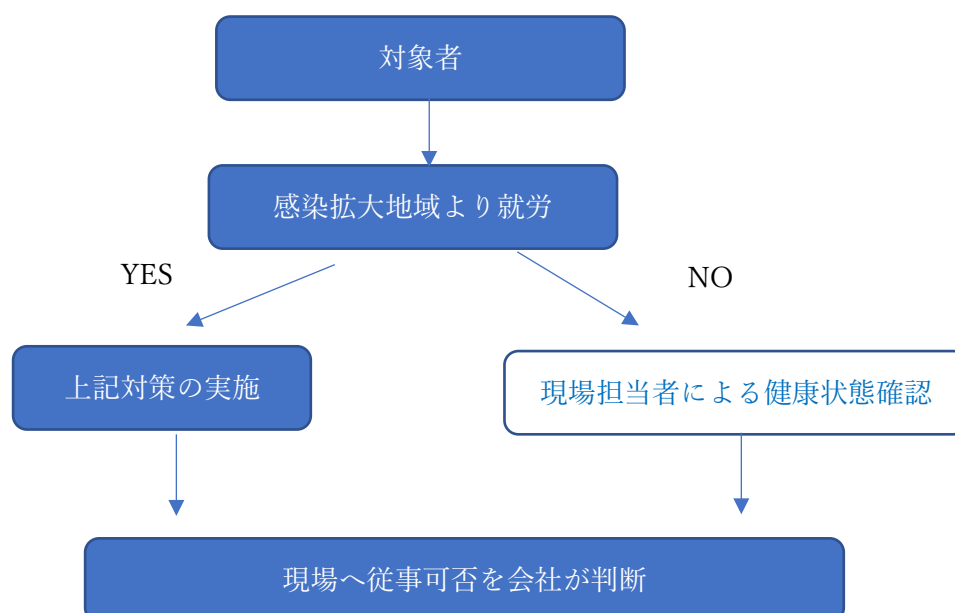 対象者
感染拡大地域より就労
YES
NO
上記対策の実施
現場担当者による健康状態確認
現場へ従事可否を会社が判断